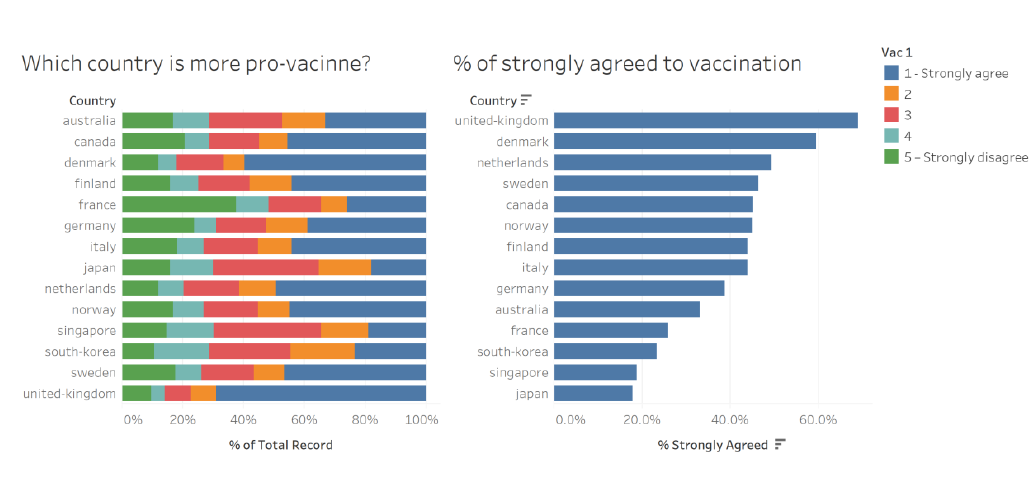 Which country is more pro-vacinne?
Country
australia
canada
denmark
finland
france
germany
italy
japan
netherlands
norway
singapore
south-korea
sweden
united-kingdom
0% 20% 40% 60% 80% 100%
% of Total Record
% of strongly agreed to vaccination
Country
united-kingdom
denmark
netherlands
sweden
canada
norway
finland
italy
germany
australia
france
south-korea
singapore
japan
0.0% 20.0% 40.0% 60.0%
% Strongly Agreed
Vac 1
1 - Strongly agree
2
3
4
5 – Strongly disagree